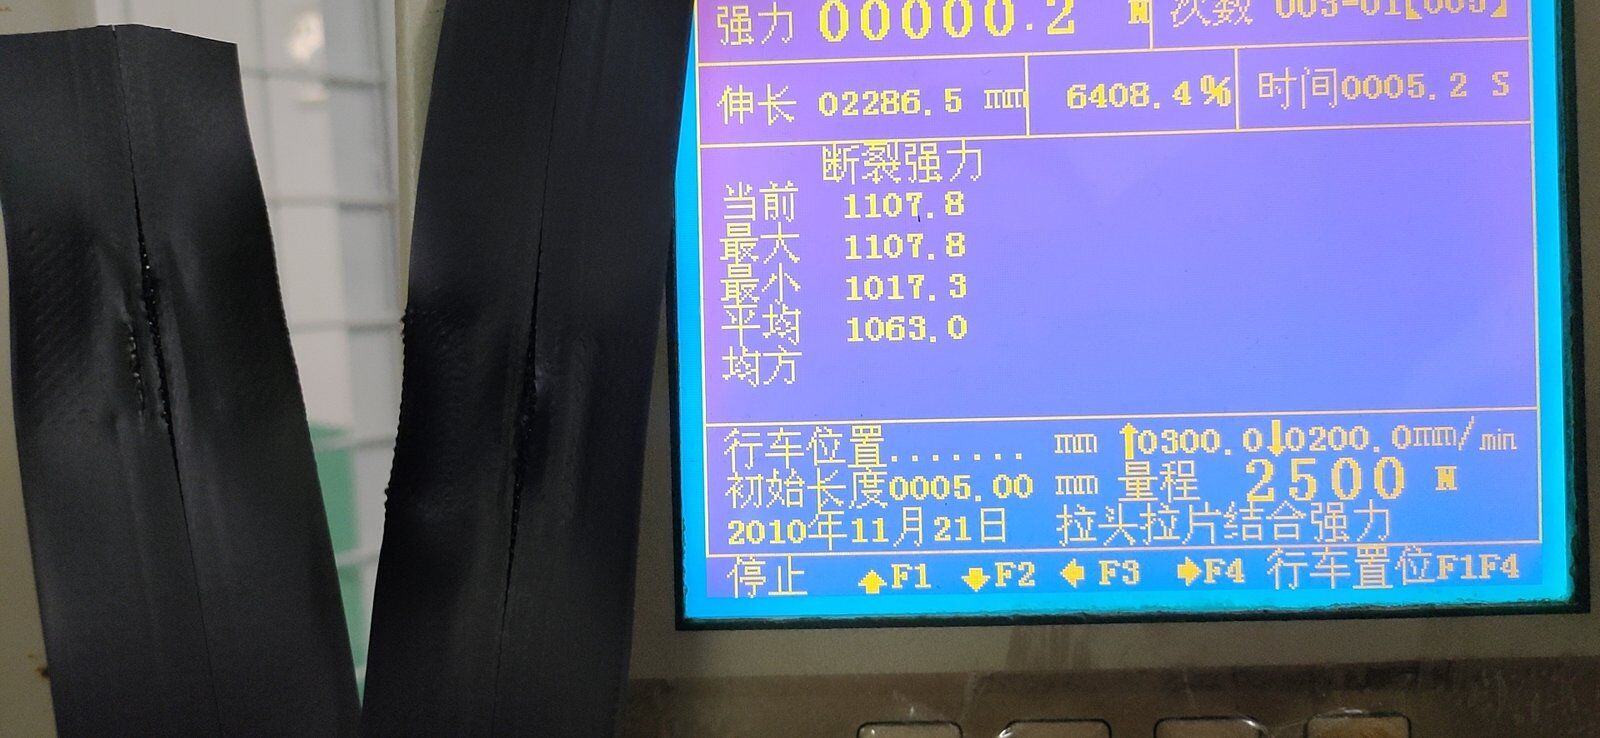 强力 00000.2 N 次数 003-01【005】
伸长 02286.5 mm 6408.4% 时间0005.2 S
断裂强力
当前 1107.8
最大 1107.8
最小 1017.3
平均 1063.0
均方
行车位置....... mm ↑0300.0↓0200.0mm/min
初始长度0005.00 mm 量程 2500 N
2010年11月21日 拉头拉片结合强力
停止 ↑F1 ↓F2 ←F3 →F4 行车置位F1F4